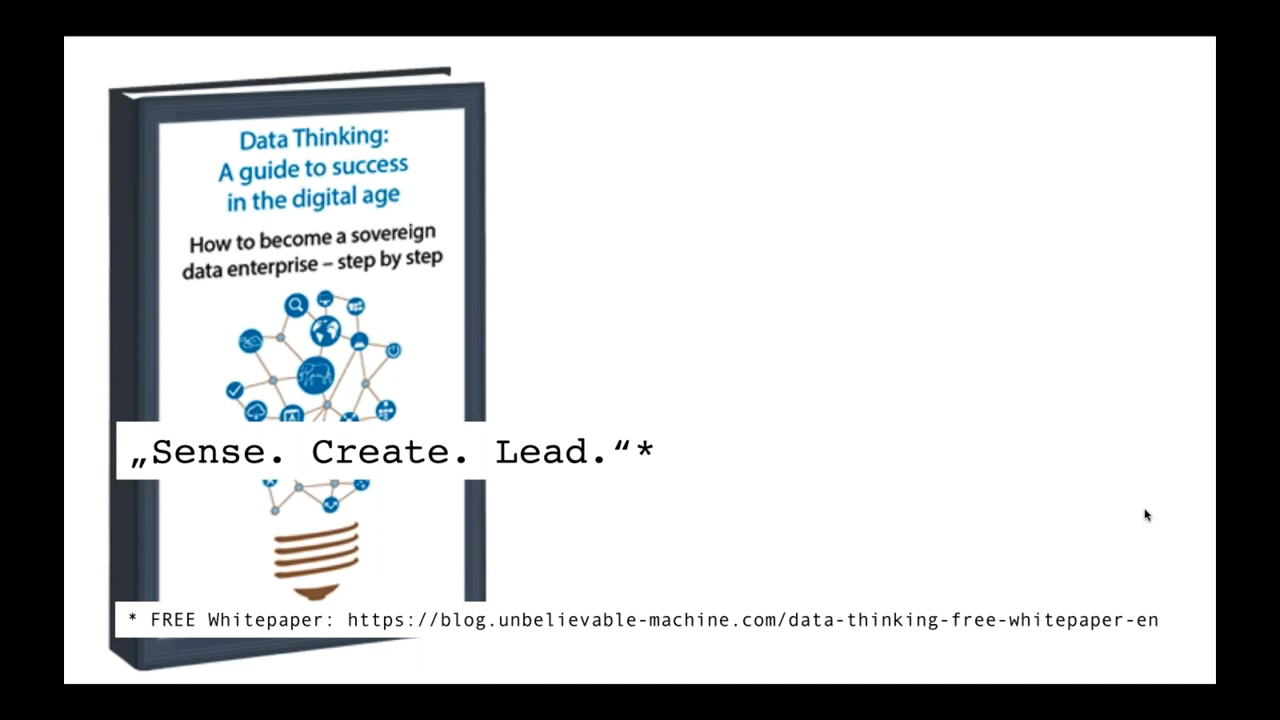 Data Thinking:
A guide to success
in the digital age
How to become a sovereign
data enterprise – step by step
„Sense. Create. Lead.“*
* FREE Whitepaper: https://blog.unbelievable-machine.com/data-thinking-free-whitepaper-en